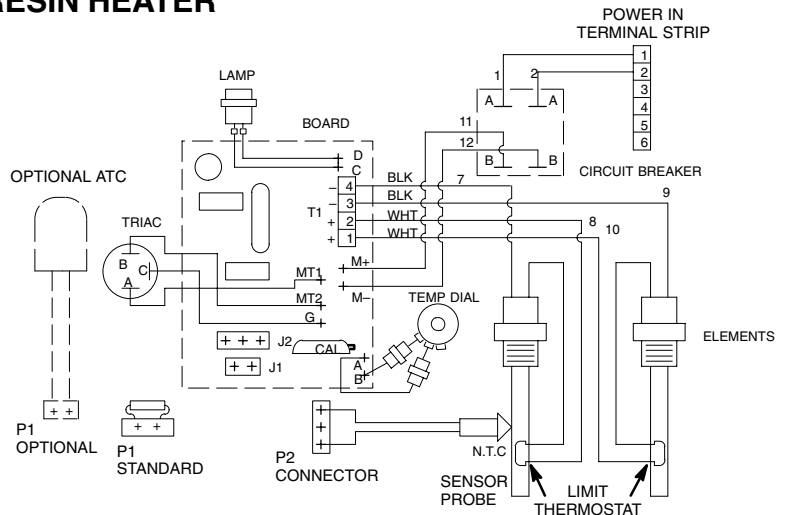 RESIN HEATER
POWER IN
TERMINAL STRIP
1
2
3
4
5
6
1
2
A
A
B
B
11
12
CIRCUIT BREAKER
LAMP
BOARD
D
C
4
3
2
1
T1
–
–
+
+
BLK
BLK
WHT
WHT
7
9
8
10
OPTIONAL ATC
TRIAC
B
C
A
MT1
MT2
G
M+
M–
TEMP DIAL
J2
J1
CAL
A
B
ELEMENTS
+ +
P1
OPTIONAL
+ +
P1
STANDARD
P2
CONNECTOR
N.T.C
SENSOR
PROBE
LIMIT
THERMOSTAT